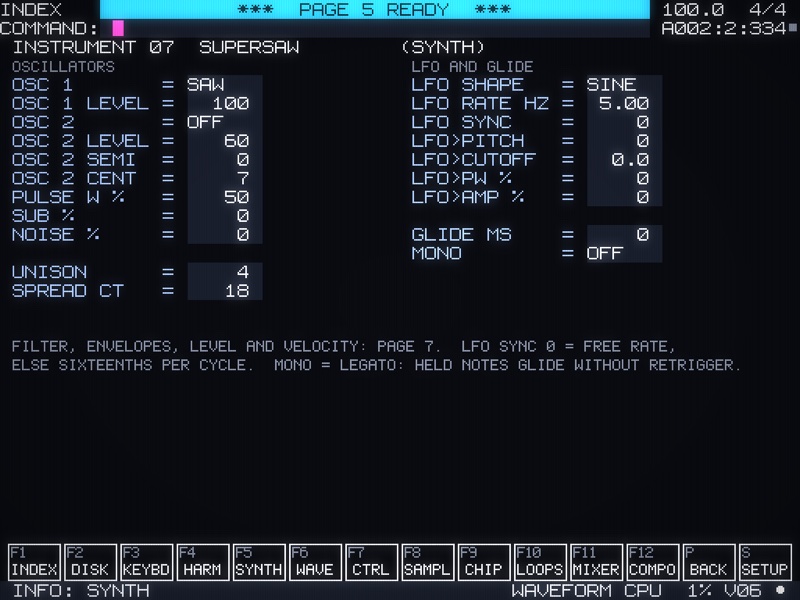 INDEX *** PAGE 5 READY *** 100.0 4/4
COMMAND: A002:2:334
INSTRUMENT 07 SUPERSAW (SYNTH)
OSCILLATORS
OSC 1 = SAW
OSC 1 LEVEL = 100
OSC 2 = OFF
OSC 2 LEVEL = 60
OSC 2 SEMI = 0
OSC 2 CENT = 7
PULSE W % = 50
SUB % = 0
NOISE % = 0
UNISON = 4
SPREAD CT = 18
LFO AND GLIDE
LFO SHAPE = SINE
LFO RATE HZ = 5.00
LFO SYNC = 0
LFO>PITCH = 0
LFO>CUTOFF = 0.0
LFO>PW % = 0
LFO>AMP % = 0
GLIDE MS = 0
MONO = OFF
FILTER, ENVELOPES, LEVEL AND VELOCITY: PAGE 7. LFO SYNC 0 = FREE RATE,
ELSE SIXTEENTHS PER CYCLE. MONO = LEGATO: HELD NOTES GLIDE WITHOUT RETRIGGER.
F1 F2 F3 F4 F5 F6 F7 F8 F9 F10 F11 F12 P S
INDEX DISK KEYBD HARM SYNTH WAVE CTRL SAMPL CHIP LOOPS MIXER COMPO BACK SETUP
INFO: SYNTH WAVEFORM CPU 1% V06